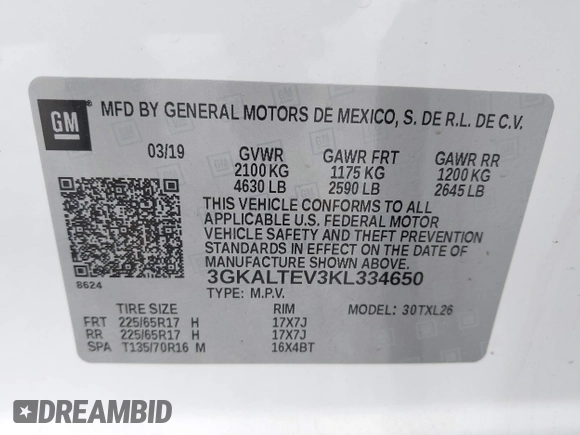 GM
MFD BY GENERAL MOTORS DE MEXICO, S. DE R.L. DE C.V.
03/19 GVWR GAWR FRT GAWR RR
2100 KG 1175 KG 1200 KG
4630 LB 2590 LB 2645 LB
THIS VEHICLE CONFORMS TO ALL
APPLICABLE U.S. FEDERAL MOTOR
VEHICLE SAFETY AND THEFT PREVENTION
STANDARDS IN EFFECT ON THE DATE
OF MANUFACTURE SHOWN ABOVE.
8624 3GKALTEV3KL334650
TYPE: M.P.V.
TIRE SIZE RIM MODEL: 30TXL26
FRT 225/65R17 H 17X7J
RR 225/65R17 H 17X7J
SPA T135/70R16 M 16X4BT
DREAMBID